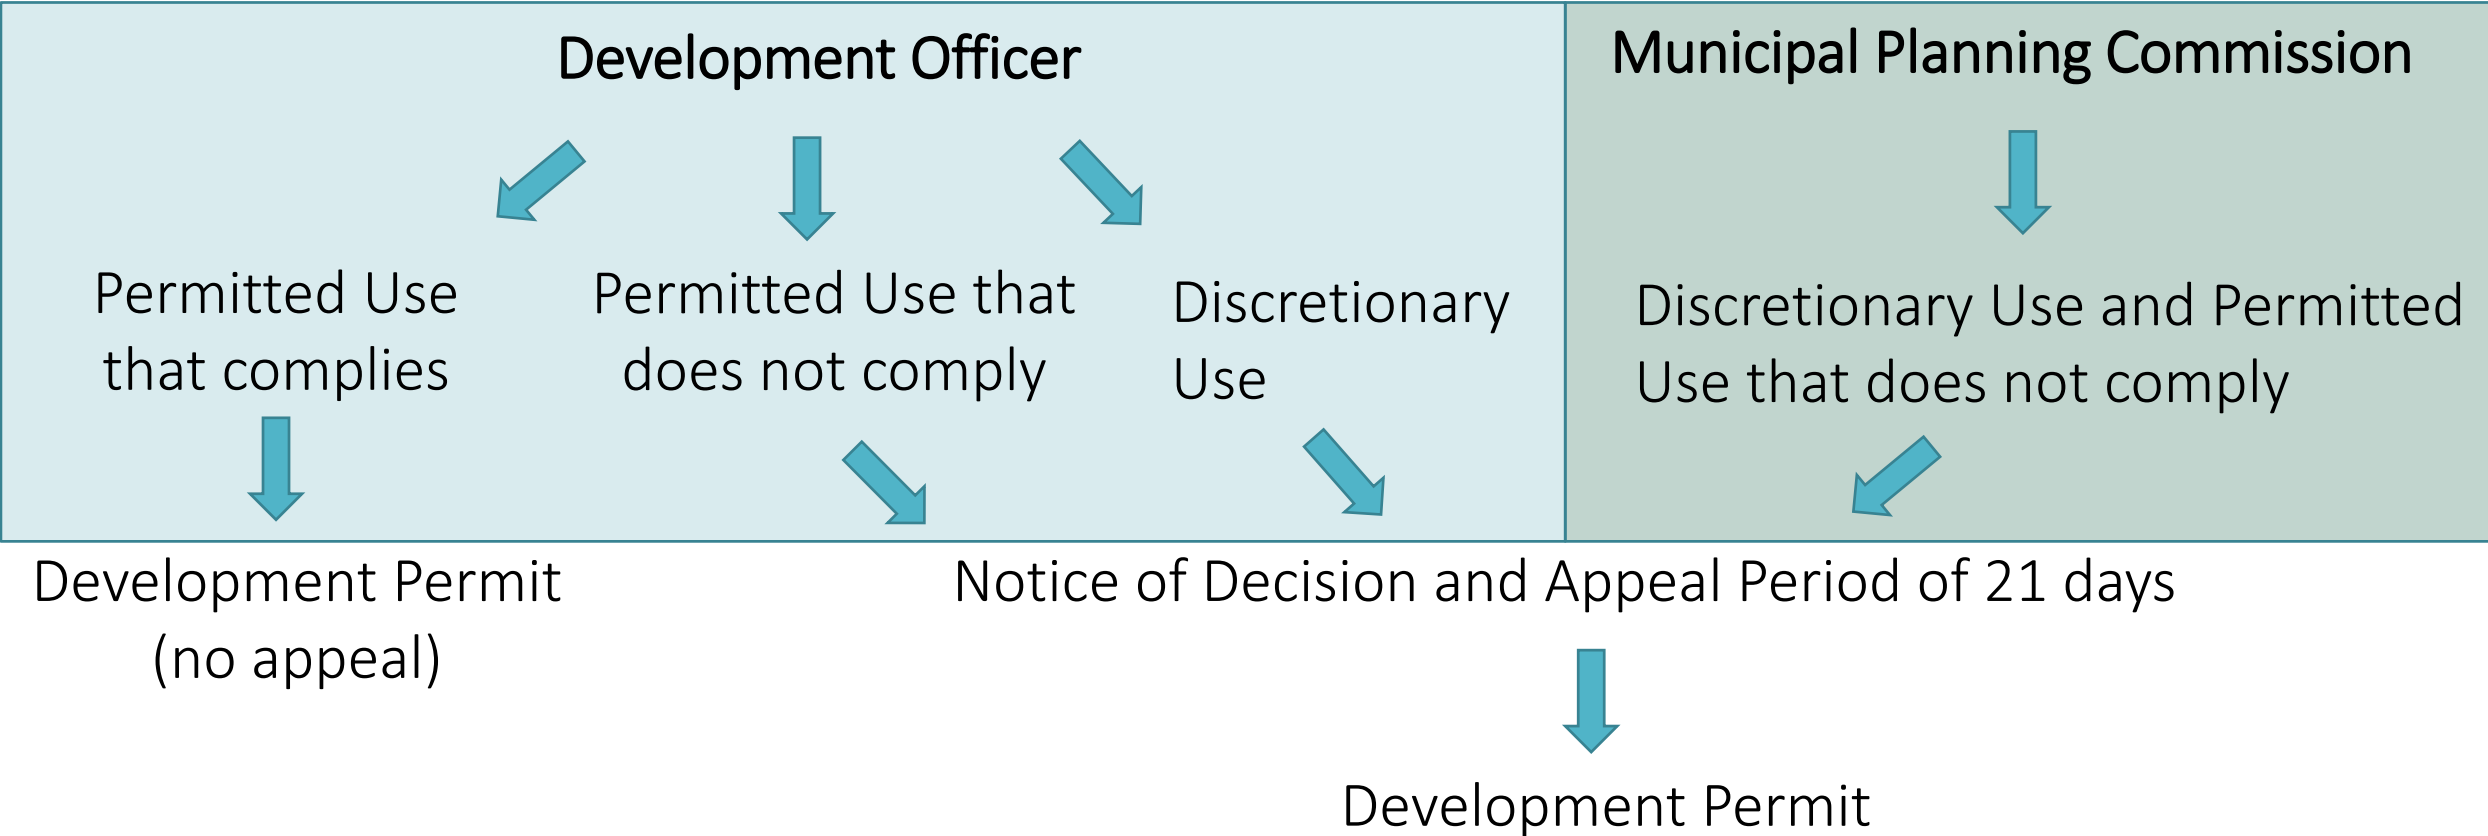 Development Officer
Municipal Planning Commission
Permitted Use
that complies
Permitted Use that
does not comply
Discretionary
Use
Discretionary Use and Permitted
Use that does not comply
Development Permit
(no appeal)
Notice of Decision and Appeal Period of 21 days
Development Permit